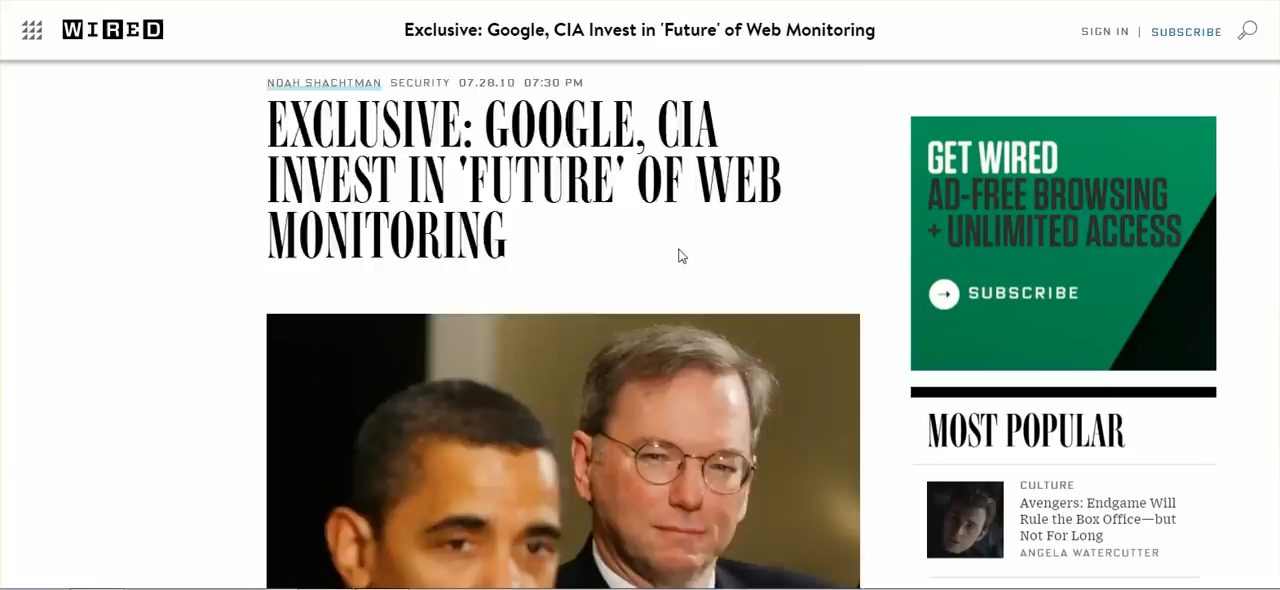 WIRED
Exclusive: Google, CIA Invest in 'Future' of Web Monitoring
SIGN IN | SUBSCRIBE
NOAH SHACHTMAN SECURITY 07.28.10 07:30 PM
EXCLUSIVE: GOOGLE, CIA
INVEST IN 'FUTURE' OF WEB
MONITORING
GET WIRED
AD-FREE BROWSING
+ UNLIMITED ACCESS
SUBSCRIBE
MOST POPULAR
CULTURE
Avengers: Endgame Will
Rule the Box Office—but
Not For Long
ANGELA WATERCUTTER